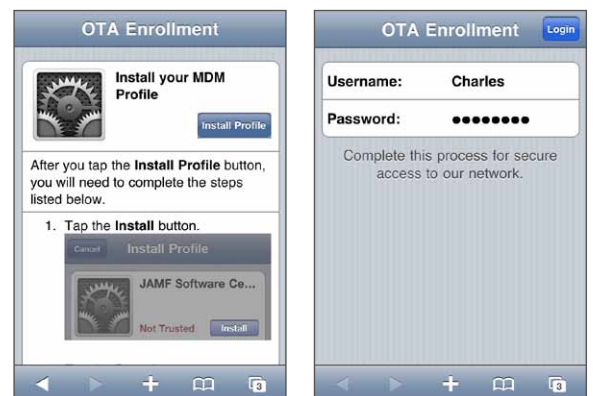 OTA Enrollment
Install your MDM
Profile
Install Profile
After you tap the Install Profile button,
you will need to complete the steps
listed below.
1. Tap the Install button.
Cancel Install Profile
JAMF Software Ce...
Not Trusted Install
3
OTA Enrollment Login
Username: Charles
Password: ●●●●●●●●
Complete this process for secure
access to our network.
3